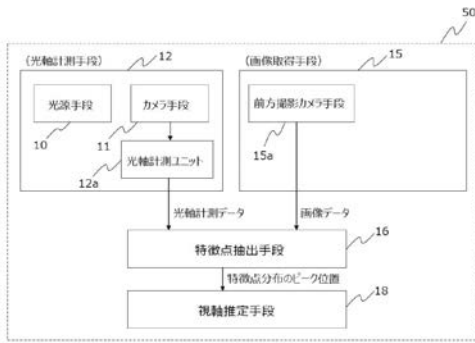 50
(光軸計測手段)
12
(画像取得手段)
15
光源手段
カメラ手段
前方撮影カメラ手段
10
11
15a
光軸計測ユニット
12a
光軸計測データ
画像データ
特徴点抽出手段
16
特徴点分布のピーク位置
視軸推定手段
18